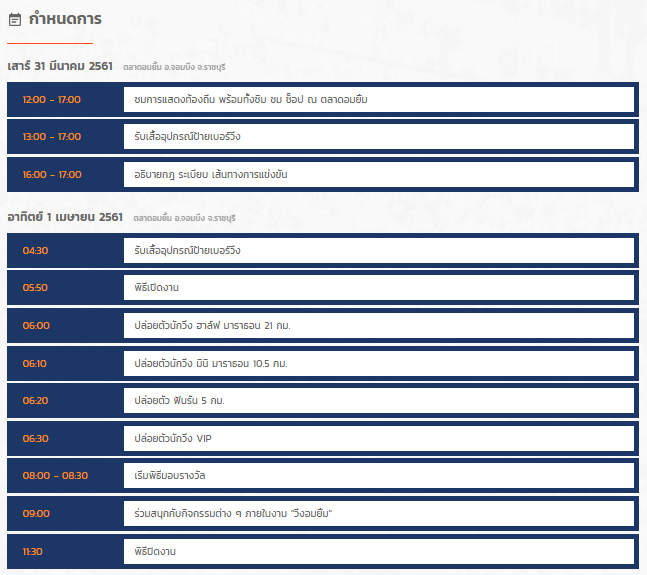 กำหนดการ
เสาร์ 31 มีนาคม 2561 ตลาดอมยิ้ม อ.จอมบึง จ.ราชบุรี
12:00 - 17:00 ชมการแสดงท้องถิ่น พร้อมทั้งชิม ชม ช็อป ณ ตลาดอมยิ้ม
13:00 - 17:00 รับเสื้ออุปกรณ์ป้ายเบอร์วิ่ง
16:00 - 17:00 อธิบายกฎ ระเบียบ เส้นทางการแข่งขัน
อาทิตย์ 1 เมษายน 2561 ตลาดอมยิ้ม อ.จอมบึง จ.ราชบุรี
04:30 รับเสื้ออุปกรณ์ป้ายเบอร์วิ่ง
05:50 พิธีเปิดงาน
06:00 ปล่อยตัวนักวิ่ง ฮาล์ฟ มาราธอน 21 กม.
06:10 ปล่อยตัวนักวิ่ง มินิ มาราธอน 10.5 กม.
06:20 ปล่อยตัว ฟันรัน 5 กม.
06:30 ปล่อยตัวนักวิ่ง VIP
08:00 - 08:30 เริ่มพิธีมอบรางวัล
09:00 ร่วมสนุกกับกิจกรรมต่าง ๆ ภายในงาน "วิ่งอมยิ้ม"
11:30 พิธีปิดงาน